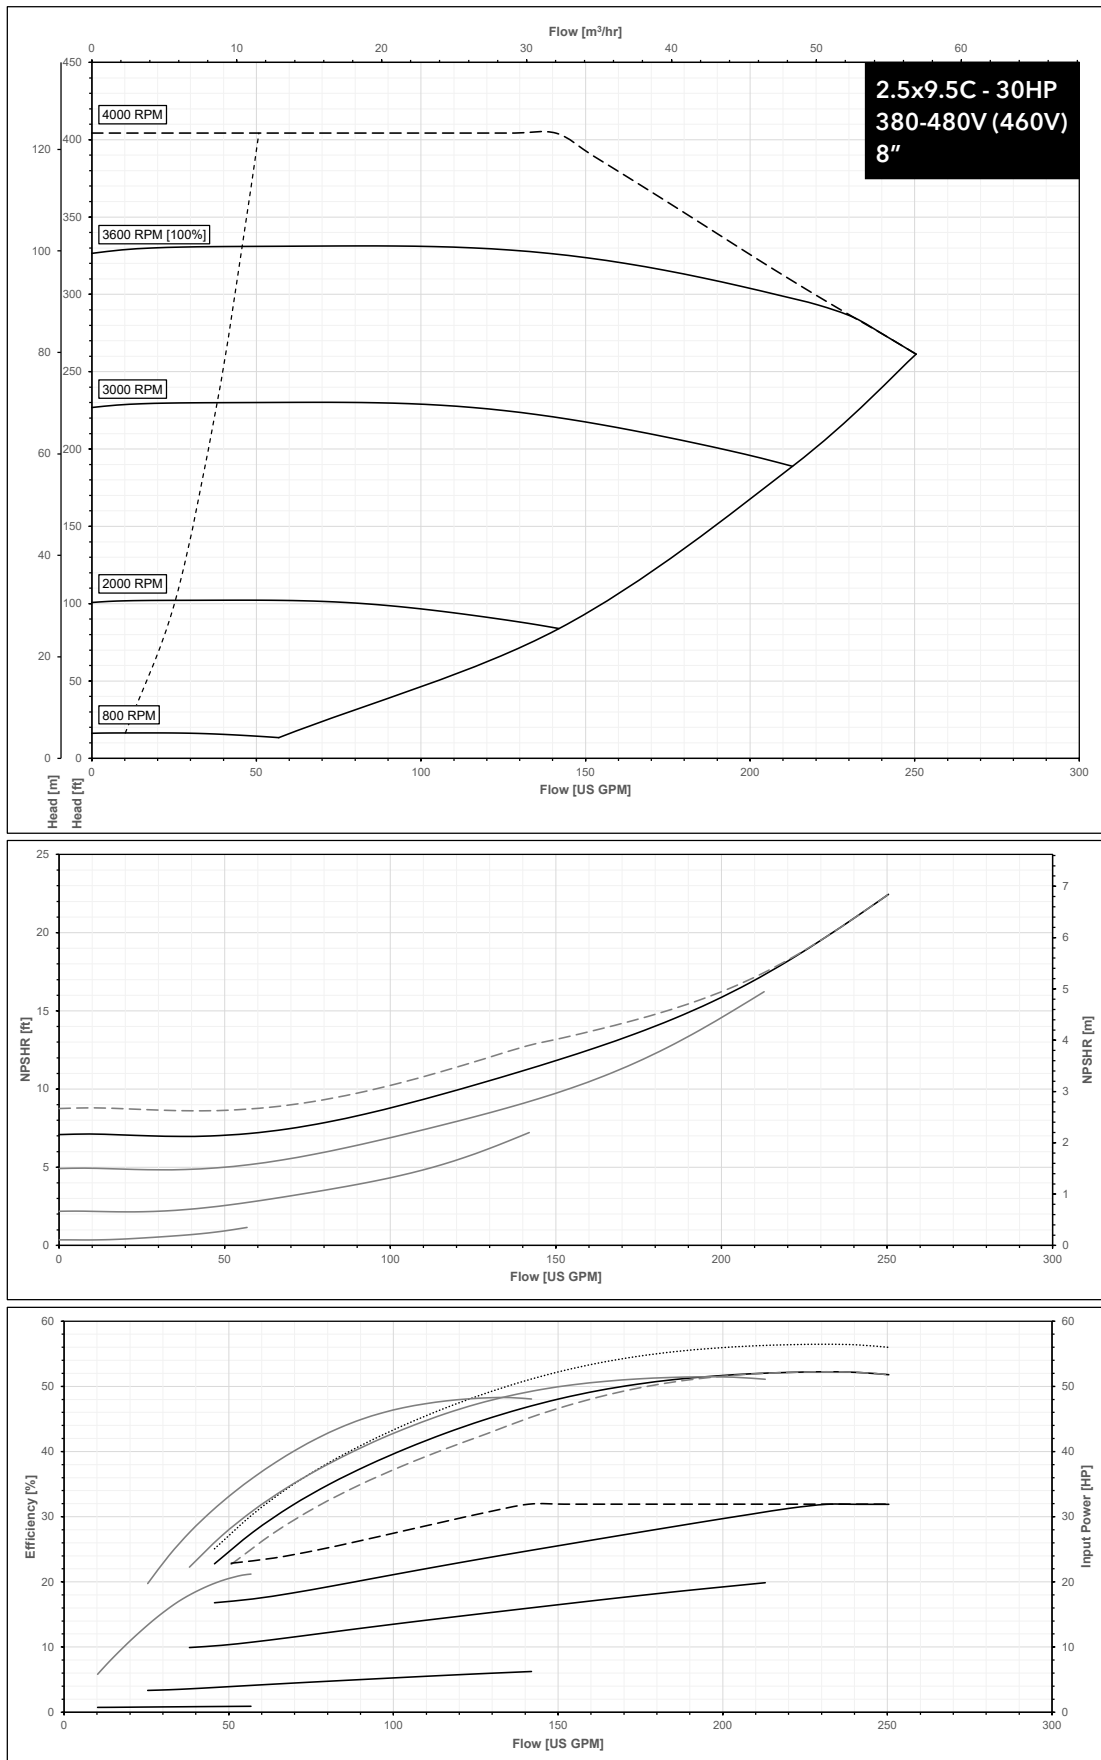 Flow [m³/hr]
0 10 20 30 40 50 60
2.5x9.5C - 30HP
380-480V (460V)
8”
450
400
350
300
250
200
150
100
50
0
120
100
80
60
40
20
0
4000 RPM
3600 RPM [100%]
3000 RPM
2000 RPM
800 RPM
0 50 100 150 200 250 300
Flow [US GPM]
Head [m]
Head [ft]
25
20
15
10
5
0
NPSHR [ft]
7
6
5
4
3
2
1
0
NPSHR [m]
0 50 100 150 200 250 300
Flow [US GPM]
60
50
40
30
20
10
0
Efficiency [%]
60
50
40
30
20
10
0
Input Power [HP]
0 50 100 150 200 250 300
Flow [US GPM]